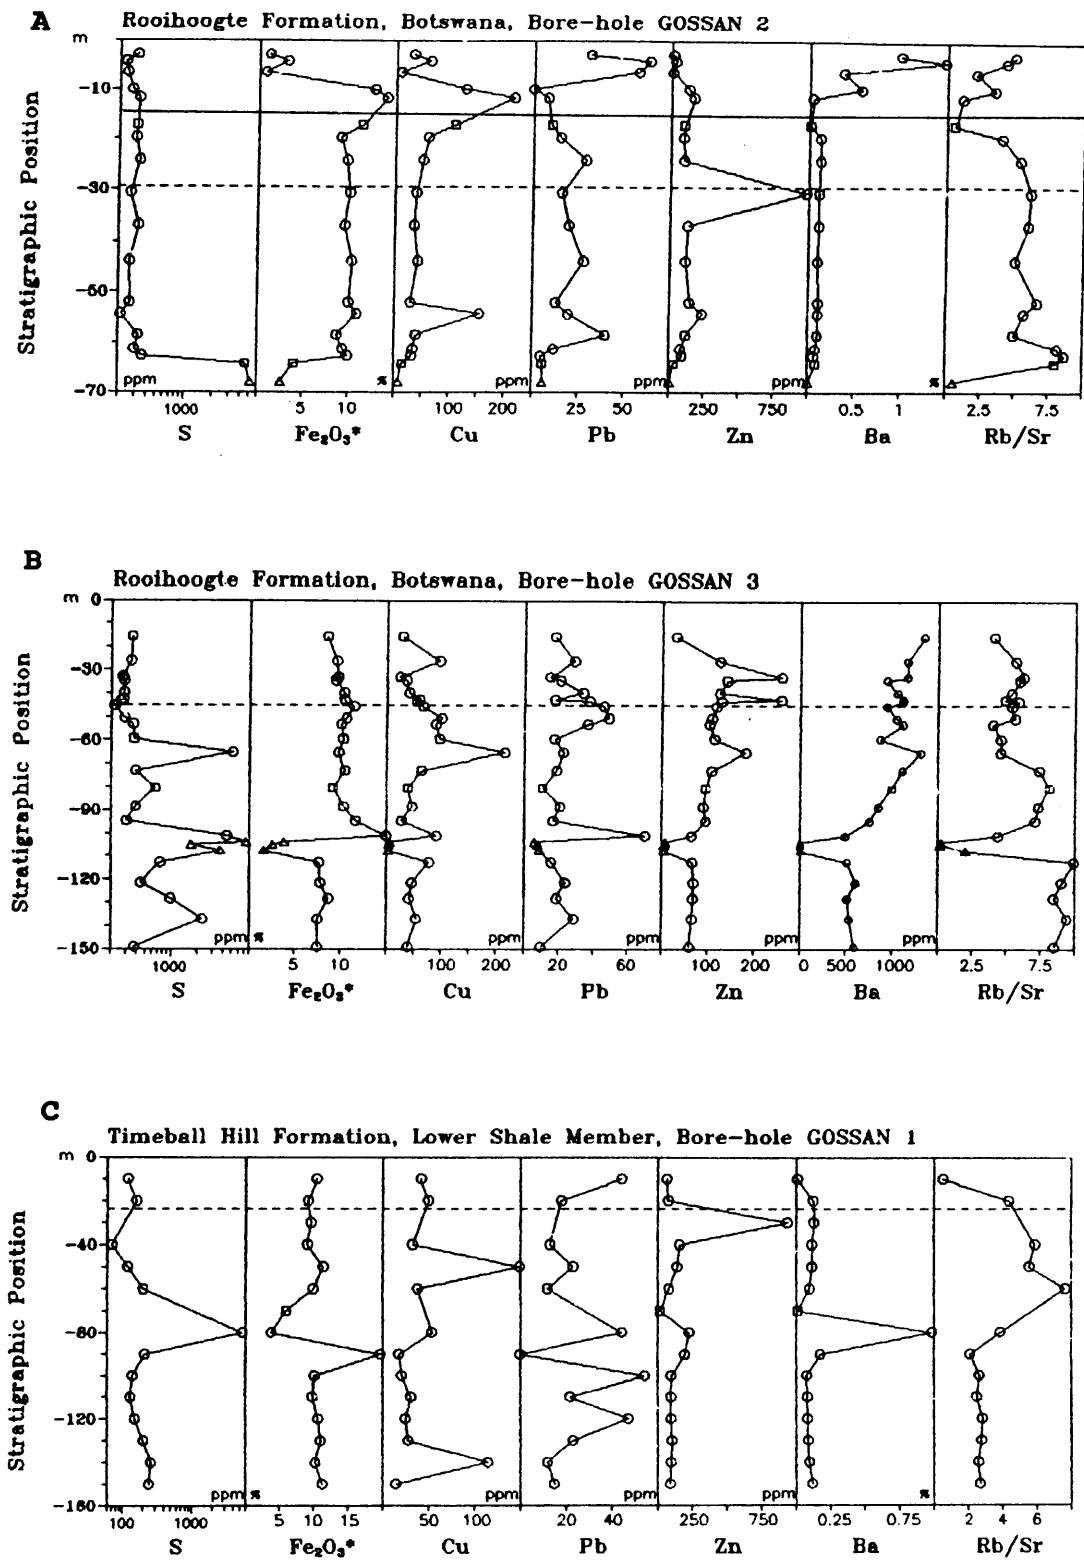 A
Rooihoogte Formation, Botswana, Bore-hole GOSSAN 2
m
-10
-30
-50
-70
Stratigraphic Position
ppm % ppm ppm ppm %
1000 5 10 100 200 25 50 250 750 0.5 1 2.5 7.5
S Fe₂O₃* Cu Pb Zn Ba Rb/Sr
B
Rooihoogte Formation, Botswana, Bore-hole GOSSAN 3
m 0
-30
-60
-90
-120
-150
Stratigraphic Position
ppm % ppm ppm ppm ppm
1000 5 10 100 200 20 60 100 200 0 500 1000 2.5 7.5
S Fe₂O₃* Cu Pb Zn Ba Rb/Sr
C
Timeball Hill Formation, Lower Shale Member, Bore-hole GOSSAN 1
m 0
-40
-80
-120
-160
Stratigraphic Position
ppm % ppm ppm ppm %
100 1000 5 10 15 50 100 20 40 250 750 0.25 0.75 2 4 6
S Fe₂O₃* Cu Pb Zn Ba Rb/Sr